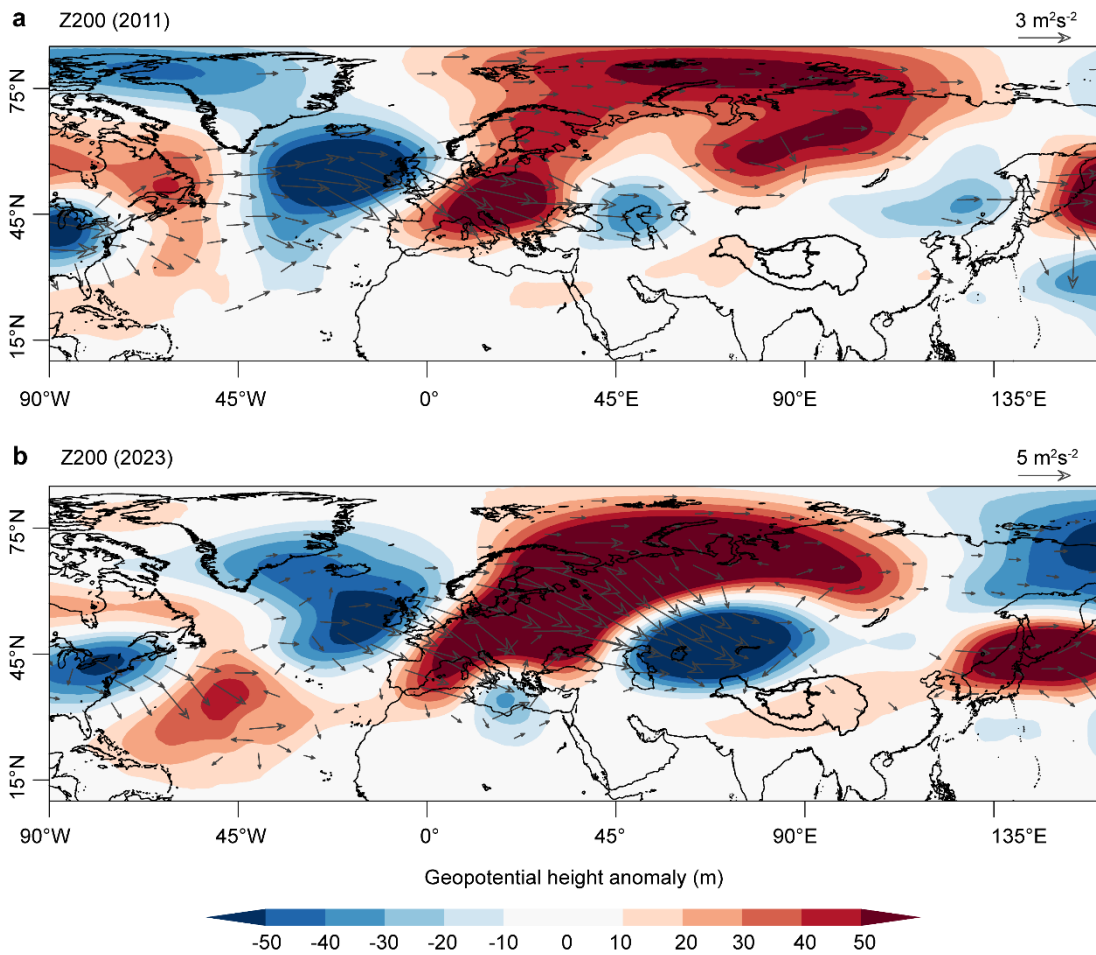 a Z200 (2011) 3 m²s⁻²
75°N
45°N
15°N
90°W 45°W 0° 45°E 90°E 135°E
b Z200 (2023) 5 m²s⁻²
75°N
45°N
15°N
90°W 45°W 0° 45° 90°E 135°E
Geopotential height anomaly (m)
-50 -40 -30 -20 -10 0 10 20 30 40 50